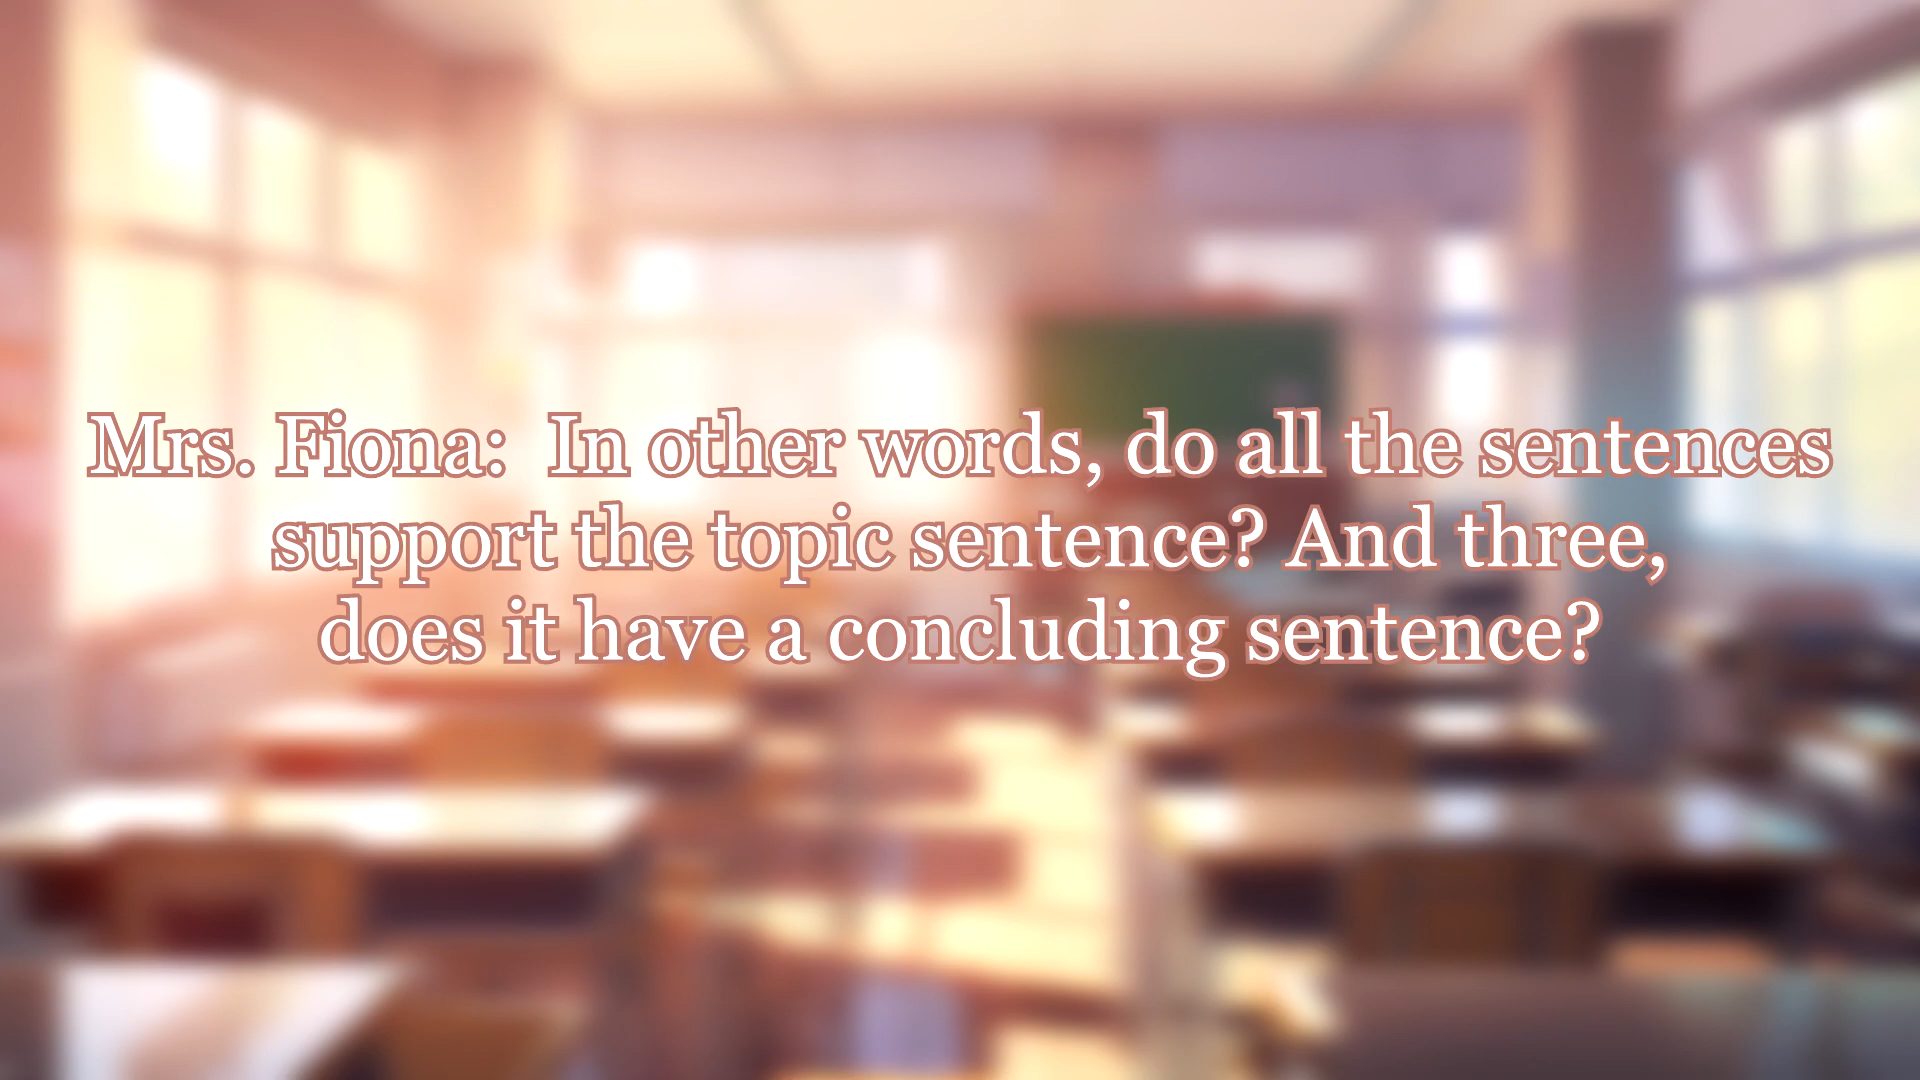 Mrs. Fiona:  In other words, do all the sentences
support the topic sentence? And three,
does it have a concluding sentence?